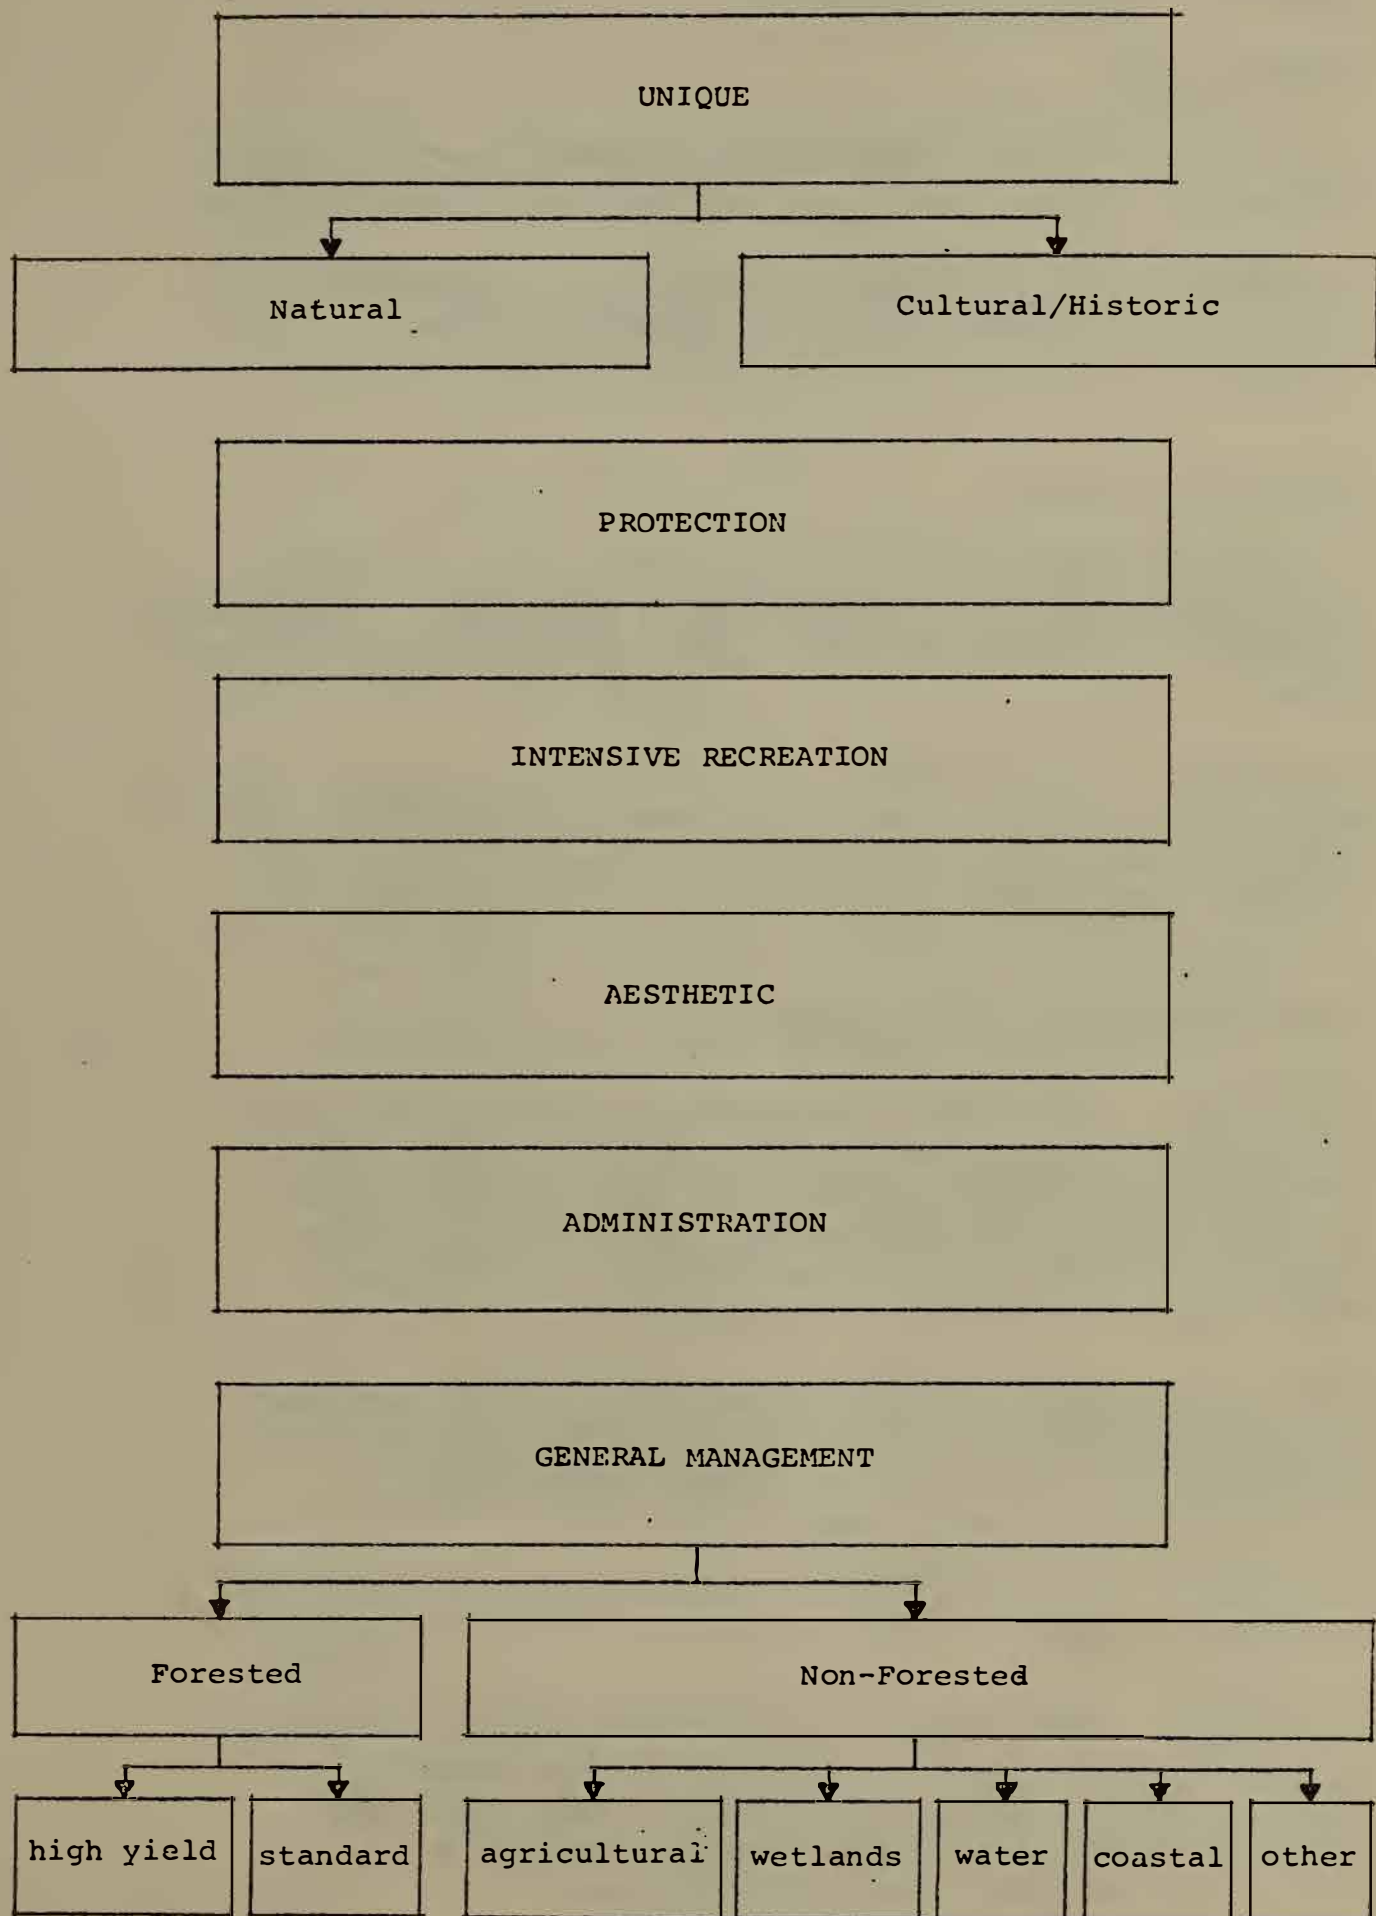 UNIQUE
Natural
Cultural/Historic
PROTECTION
INTENSIVE RECREATION
AESTHETIC
ADMINISTRATION
GENERAL MANAGEMENT
Forested
Non-Forested
high yield
standard
agricultural
wetlands
water
coastal
other